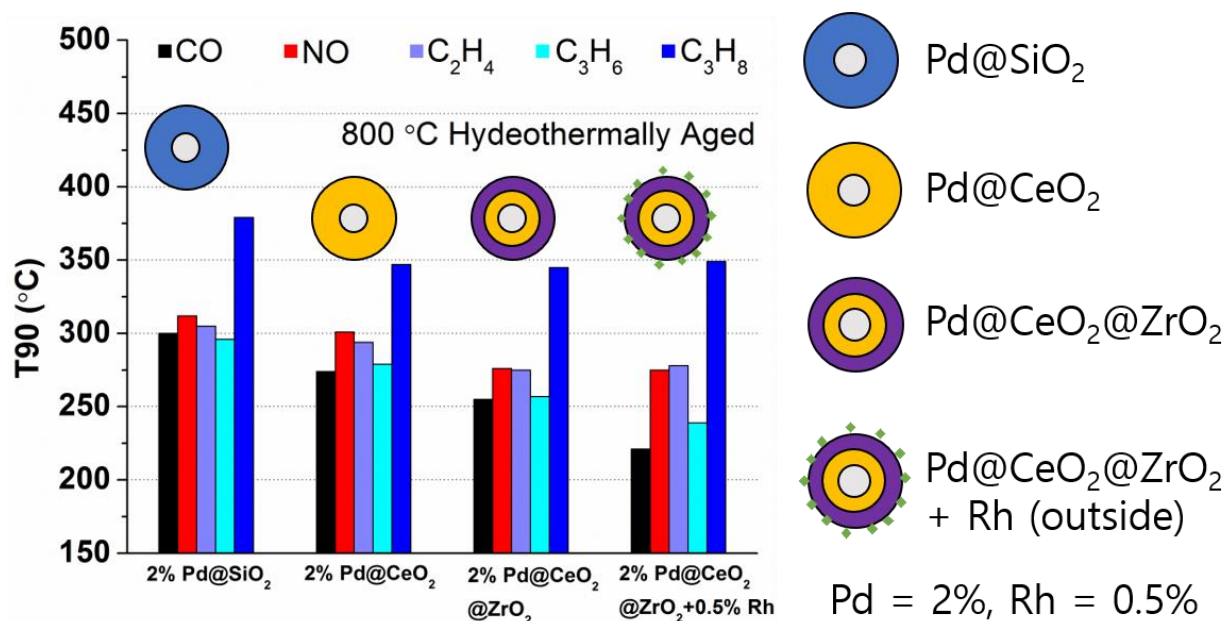 500
450
400
350
300
250
200
150
T90 (°C)
CO NO C₂H₄ C₃H₆ C₃H₈
800 °C Hydeothermally Aged
2% Pd@SiO₂
2% Pd@CeO₂
2% Pd@CeO₂
@ZrO₂
2% Pd@CeO₂
@ZrO₂+0.5% Rh
Pd@SiO₂
Pd@CeO₂
Pd@CeO₂@ZrO₂
Pd@CeO₂@ZrO₂
+ Rh (outside)
Pd = 2%, Rh = 0.5%